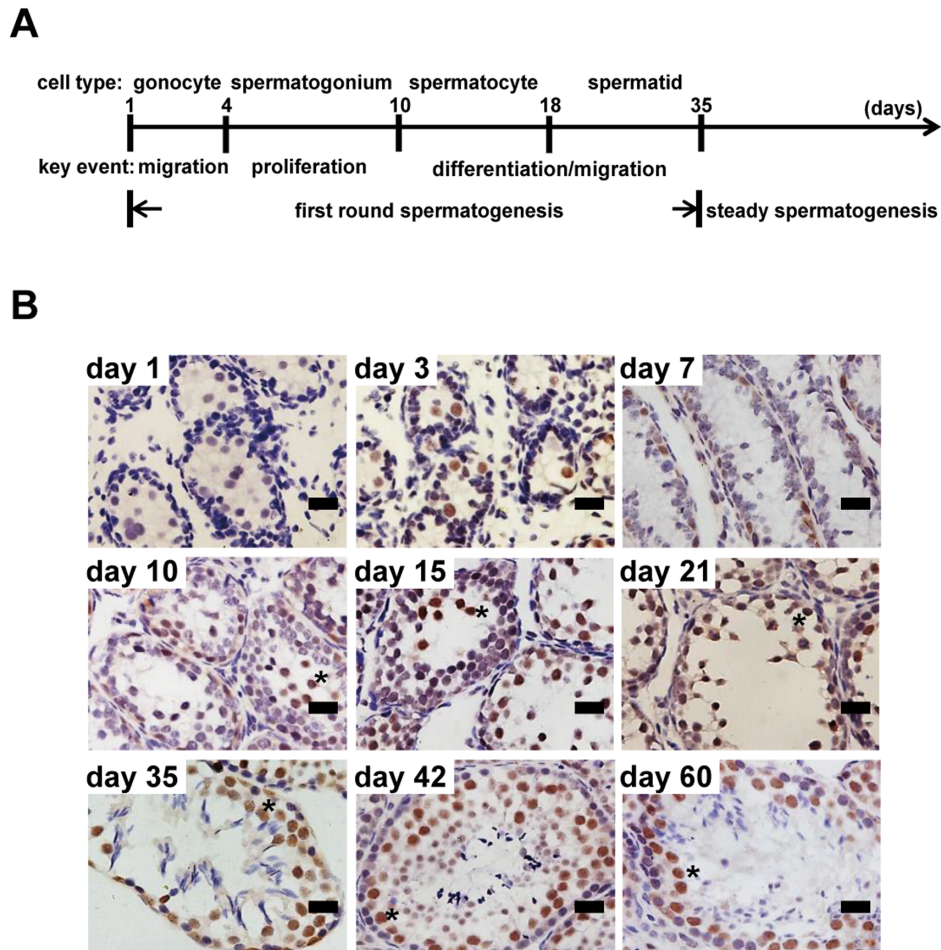 A
cell type: gonocyte spermatogonium spermatocyte spermatid
1 4 10 18 35 (days)
key event: migration proliferation differentiation/migration
first round spermatogenesis steady spermatogenesis
B
day 1 day 3 day 7
*
day 10 day 15 day 21
* * *
day 35 day 42 day 60
* * *